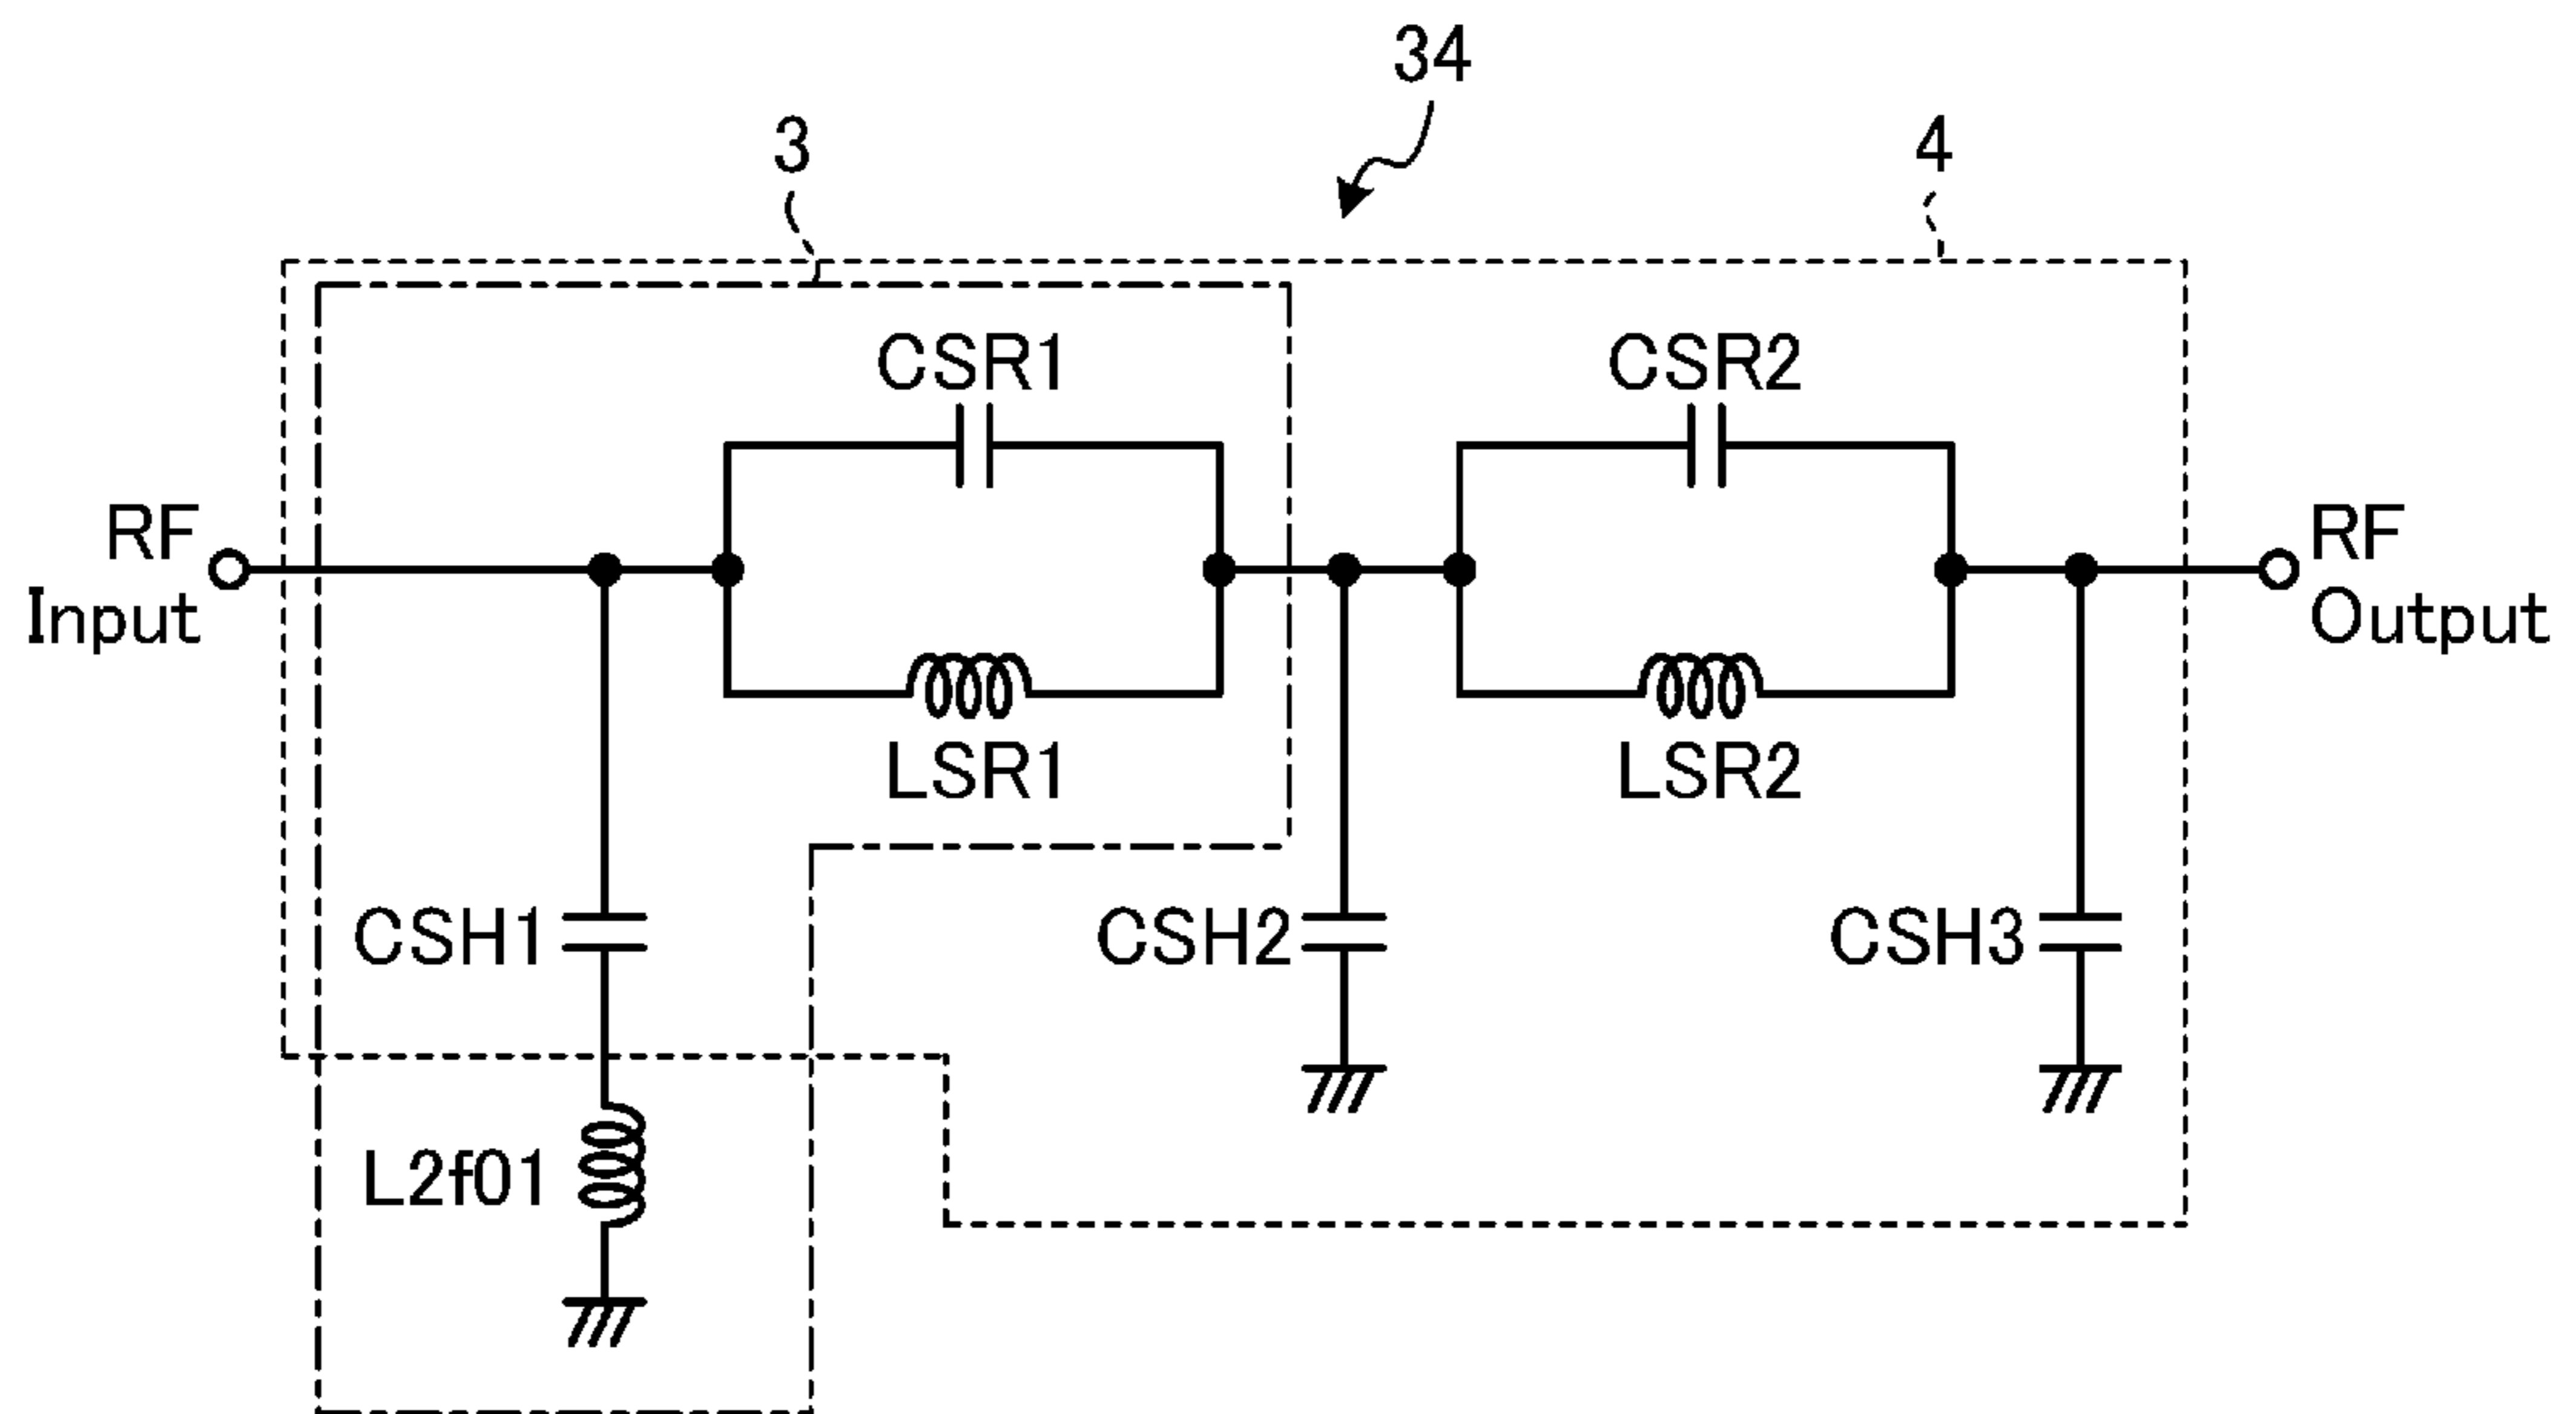 34
3
4
CSR1
CSR2
RF
Input
RF
Output
LSR1
LSR2
CSH1
CSH2
CSH3
L2f01